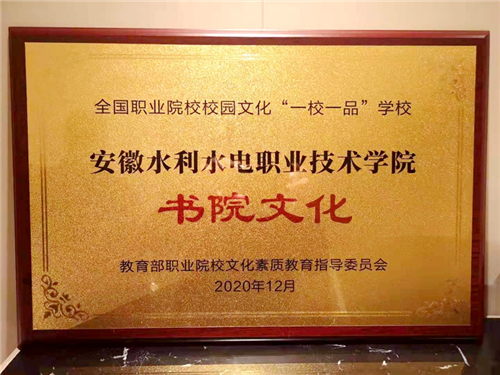 全国职业院校校园文化“一校一品”学校
安徽水利水电职业技术学院
书院文化
教育部职业院校文化素质教育指导委员会
2020年12月